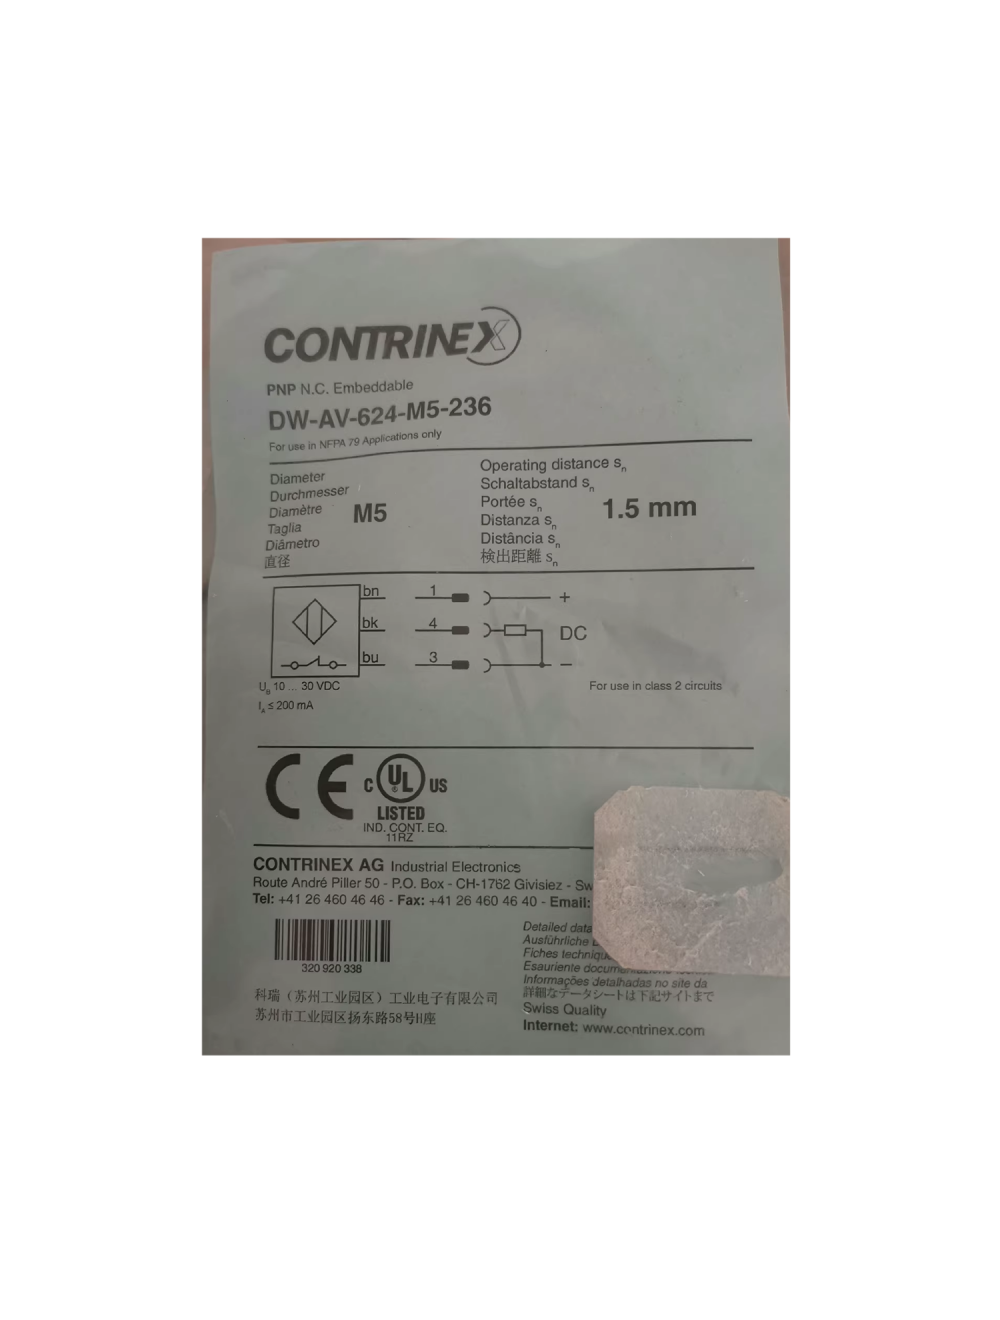 CONTRINEX
PNP N.C. Embeddable
DW-AV-624-M5-236
For use in NFPA 79 Applications only
Diameter
Durchmesser
Diamètre
Taglia
Diâmetro
直径
M5
Operating distance sn
Schaltabstand sn
Portée sn
Distanza sn
Distância sn
検出距離 sn
1.5 mm
bn 1 +
bk 4 DC
bu 3 −
UB 10 ... 30 VDC
IA ≤ 200 mA
For use in class 2 circuits
CE
C UL US
®
LISTED
IND. CONT. EQ.
11RZ
CONTRINEX AG Industrial Electronics
Route André Piller 50 - P.O. Box - CH-1762 Givisiez - Sw
Tel: +41 26 460 46 46 - Fax: +41 26 460 46 40 - Email:
320 920 338
科瑞（苏州工业园区）工业电子有限公司
苏州市工业园区扬东路58号H座
Detailed data
Ausführliche
Fiches techniqu
Esauriente
Informações detalhadas no site da
詳細なデータシートは下記サイトまで
Swiss Quality
Internet: www.contrinex.com